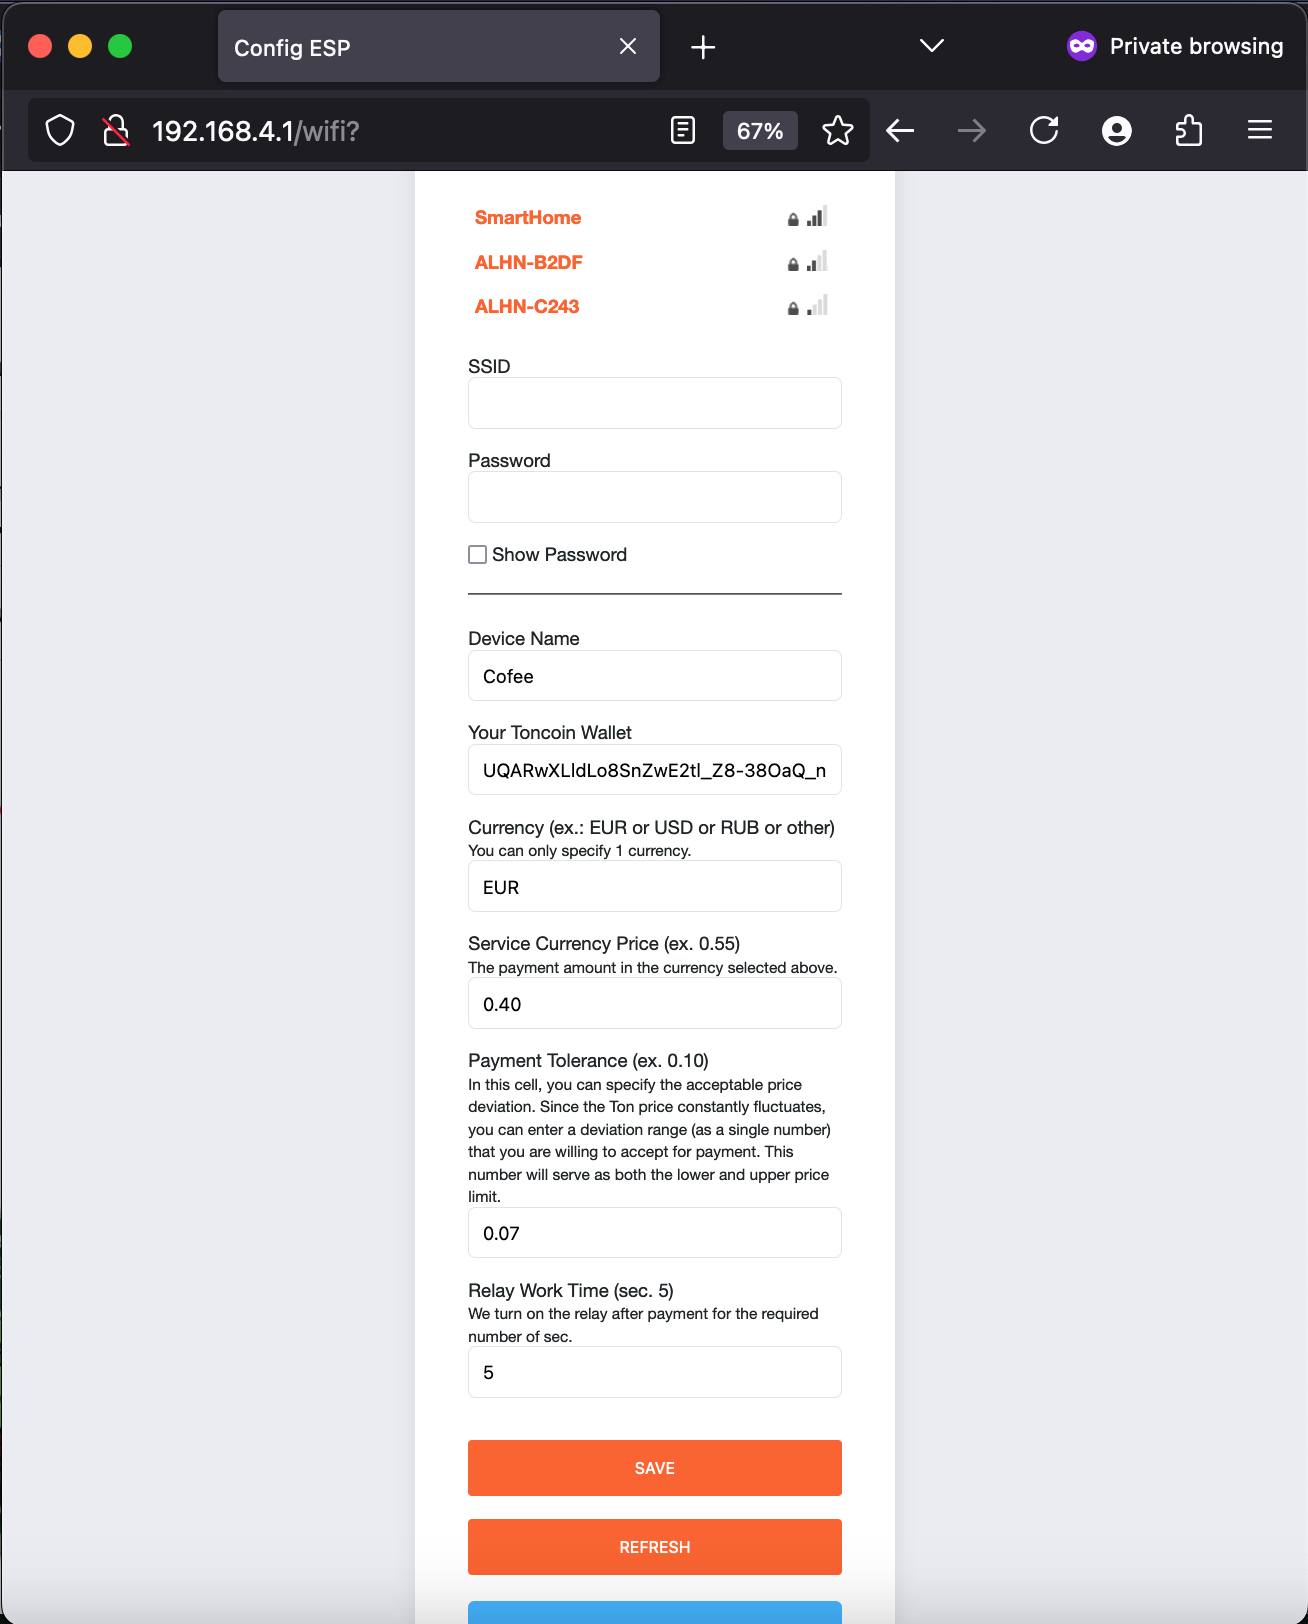 Config ESP
Private browsing
192.168.4.1/wifi?
67%
SmartHome
ALHN-B2DF
ALHN-C243
SSID
Password
Show Password
Device Name
Cofee
Your Toncoin Wallet
UQARwXLldLo8SnZwE2tl_Z8-38OaQ_n
Currency (ex.: EUR or USD or RUB or other)
You can only specify 1 currency.
EUR
Service Currency Price (ex. 0.55)
The payment amount in the currency selected above.
0.40
Payment Tolerance (ex. 0.10)
In this cell, you can specify the acceptable price
deviation. Since the Ton price constantly fluctuates,
you can enter a deviation range (as a single number)
that you are willing to accept for payment. This
number will serve as both the lower and upper price
limit.
0.07
Relay Work Time (sec. 5)
We turn on the relay after payment for the required
number of sec.
5
SAVE
REFRESH